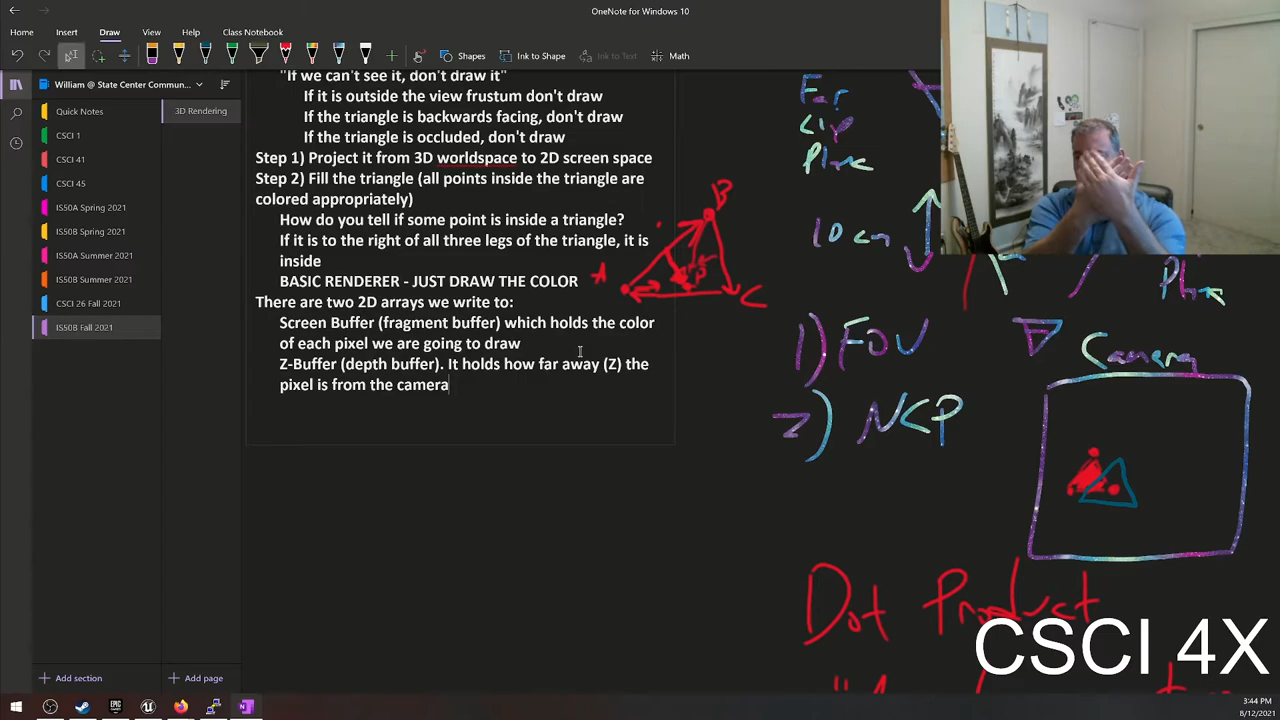 OneNote for Windows 10
Home
Insert
Draw
View
Help
Class Notebook
Shapes
Ink to Shape
Ink to Text
Math
William @ State Center Commun...
Quick Notes
CSCI 1
CSCI 41
CSCI 45
IS50A Spring 2021
IS50B Spring 2021
IS50A Summer 2021
IS50B Summer 2021
CSCI 26 Fall 2021
IS50B Fall 2021
Add section
3D Rendering
Add page
"If we can't see it, don't draw it"
If it is outside the view frustum don't draw
If the triangle is backwards facing, don't draw
If the triangle is occluded, don't draw
Step 1) Project it from 3D worldspace to 2D screen space
Step 2) Fill the triangle (all points inside the triangle are
colored appropriately)
How do you tell if some point is inside a triangle?
If it is to the right of all three legs of the triangle, it is
inside
BASIC RENDERER - JUST DRAW THE COLOR
There are two 2D arrays we write to:
Screen Buffer (fragment buffer) which holds the color
of each pixel we are going to draw
Z-Buffer (depth buffer). It holds how far away (Z) the
pixel is from the camera
B
A
P
C
Far
Clip
Plane
10cm
1) FOV
2) NCP
Camera
Dot Product
CSCI 4X
3:44 PM
8/12/2021